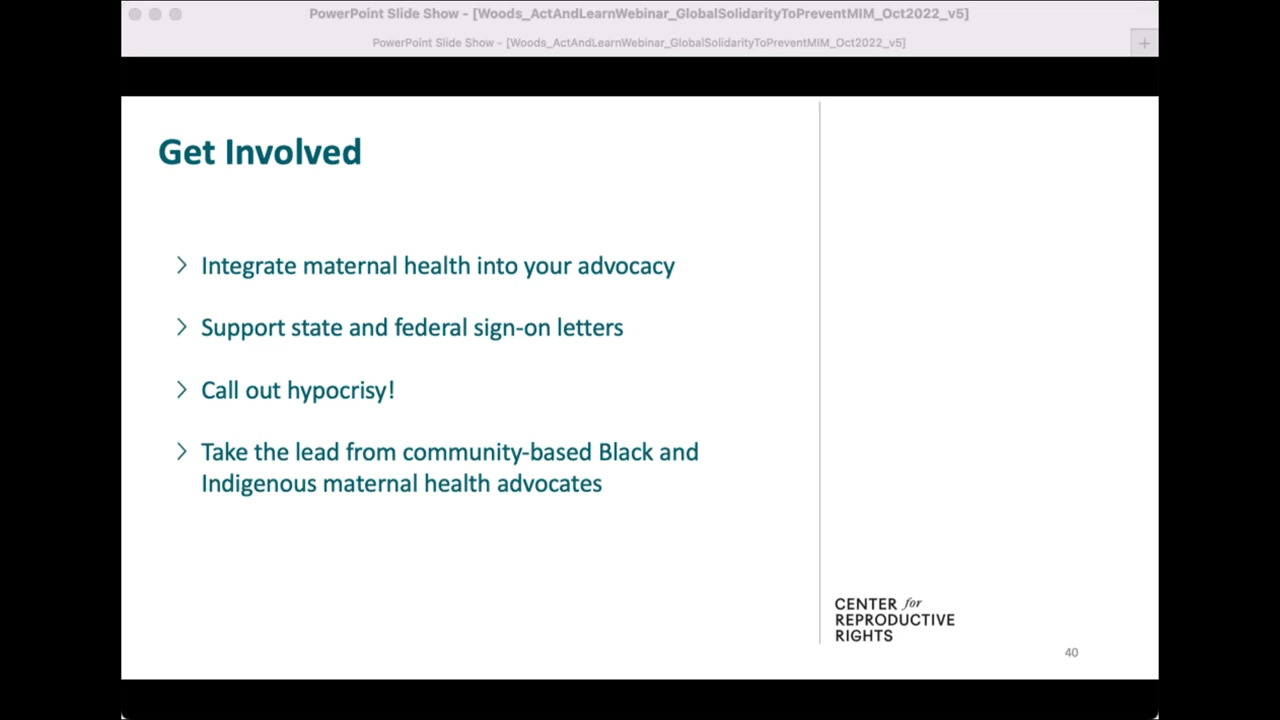 PowerPoint Slide Show - [Woods_ActAndLearnWebinar_GlobalSolidarityToPreventMIM_Oct2022_v5]
PowerPoint Slide Show - [Woods_ActAndLearnWebinar_GlobalSolidarityToPreventMIM_Oct2022_v5]
Get Involved
Integrate maternal health into your advocacy
Support state and federal sign-on letters
Call out hypocrisy!
Take the lead from community-based Black and
Indigenous maternal health advocates
CENTER for
REPRODUCTIVE
RIGHTS
40